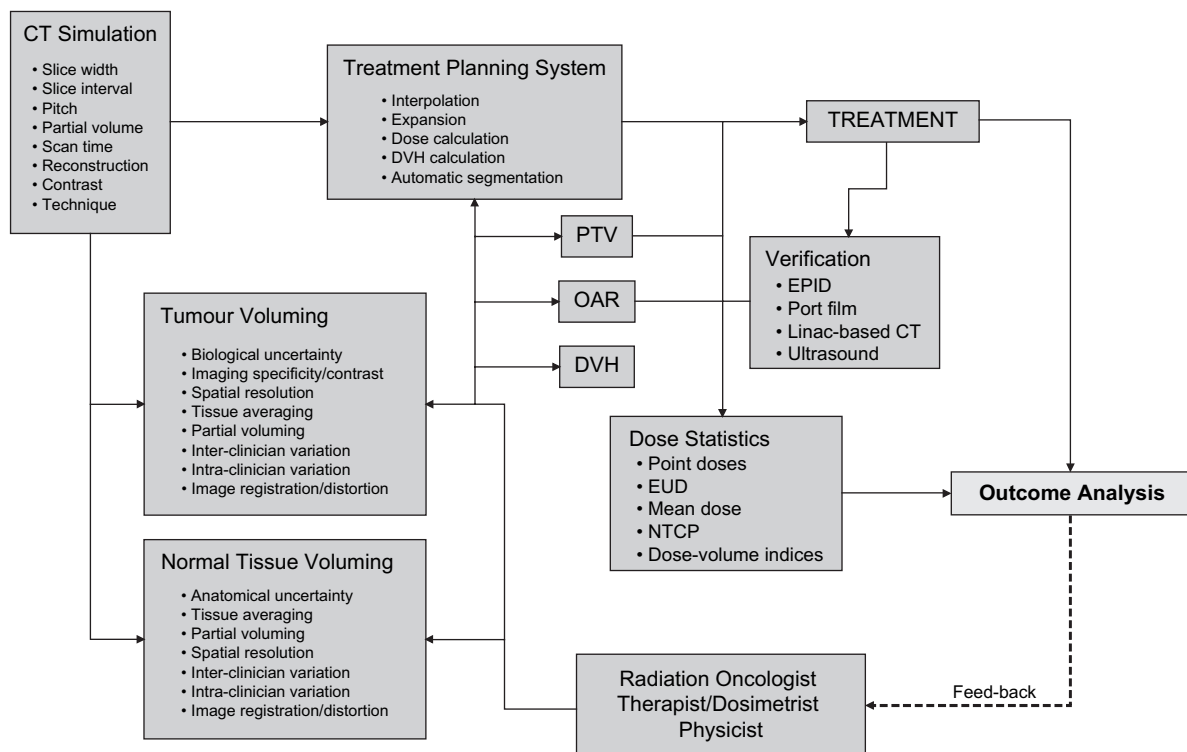 CT Simulation
• Slice width
• Slice interval
• Pitch
• Partial volume
• Scan time
• Reconstruction
• Contrast
• Technique
Treatment Planning System
• Interpolation
• Expansion
• Dose calculation
• DVH calculation
• Automatic segmentation
TREATMENT
PTV
OAR
DVH
Verification
• EPID
• Port film
• Linac-based CT
• Ultrasound
Tumour Voluming
• Biological uncertainty
• Imaging specificity/contrast
• Spatial resolution
• Tissue averaging
• Partial voluming
• Inter-clinician variation
• Intra-clinician variation
• Image registration/distortion
Dose Statistics
• Point doses
• EUD
• Mean dose
• NTCP
• Dose-volume indices
Outcome Analysis
Normal Tissue Voluming
• Anatomical uncertainty
• Tissue averaging
• Partial voluming
• Spatial resolution
• Inter-clinician variation
• Intra-clinician variation
• Image registration/distortion
Radiation Oncologist
Therapist/Dosimetrist
Physicist
Feed-back